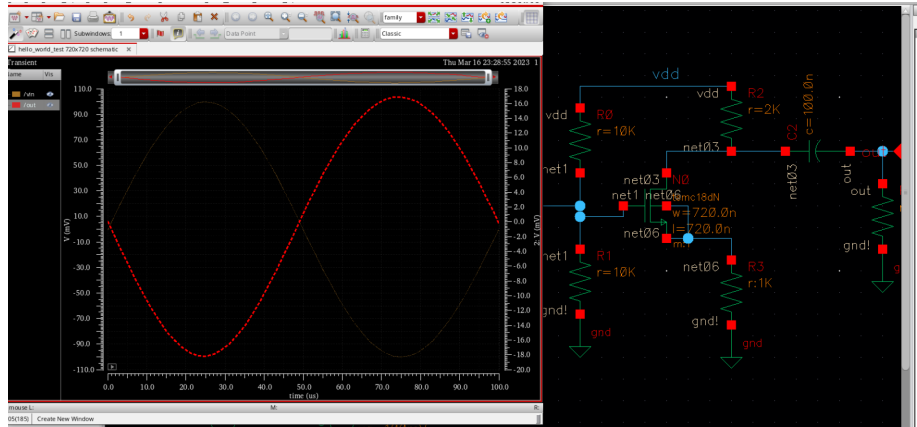 family
Subwindows: 1
Data Point
Classic
hello_world_test 720x720 schematic
Transient
Thu Mar 16 23:28:55 2023 1
Vis
/vin
/out
110.0
90.0
70.0
50.0
30.0
10.0
-10.0
-30.0
-50.0
-70.0
-90.0
-110.0
V (mV)
18.0
16.0
14.0
12.0
10.0
8.0
6.0
4.0
2.0
0.0
-2.0
-4.0
-6.0
-8.0
-10.0
-12.0
-14.0
-16.0
-18.0
-20.0
2: V (mV)
0.0 10.0 20.0 30.0 40.0 50.0 60.0 70.0 80.0 90.0 100.0
time (us)
mouse L: M: R:
05(185) Create New Window
vdd
vdd
R2
r=2K
C2
c=100.0n
vdd
R0
r=10K
net03
net03
out
out
gnd!
net1
net03
N0
net1
net06
w=720.0n
l=720.0n
net06
net1
R1
r=10K
gnd!
gnd
net06
R3
r:1K
gnd!
gnd